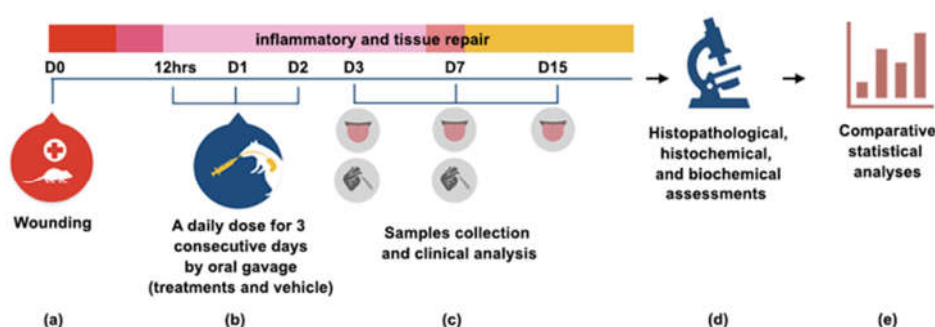 inflammatory and tissue repair
D0 12hrs D1 D2 D3 D7 D15
Wounding
A daily dose for 3
consecutive days
by oral gavage
(treatments and vehicle)
Samples collection
and clinical analysis
Histopathological,
histochemical,
and biochemical
assessments
Comparative
statistical
analyses
(a) (b) (c) (d) (e)